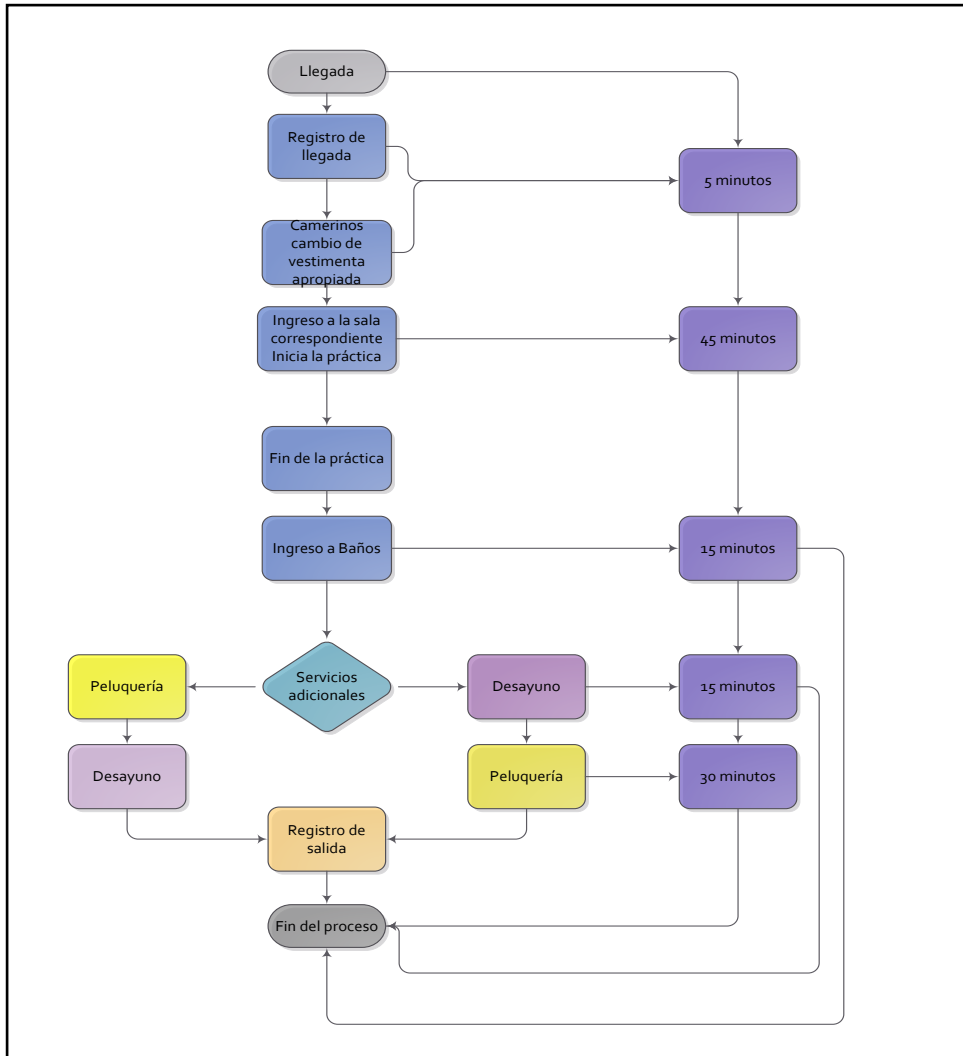 Llegada
Registro de
llegada
5 minutos
Camerinos
cambio de
vestimenta
apropiada
Ingreso a la sala
correspondiente
Inicia la práctica
45 minutos
Fin de la práctica
Ingreso a Baños
15 minutos
Servicios
adicionales
Peluquería
Desayuno
15 minutos
Desayuno
Peluquería
30 minutos
Registro de
salida
Fin del proceso